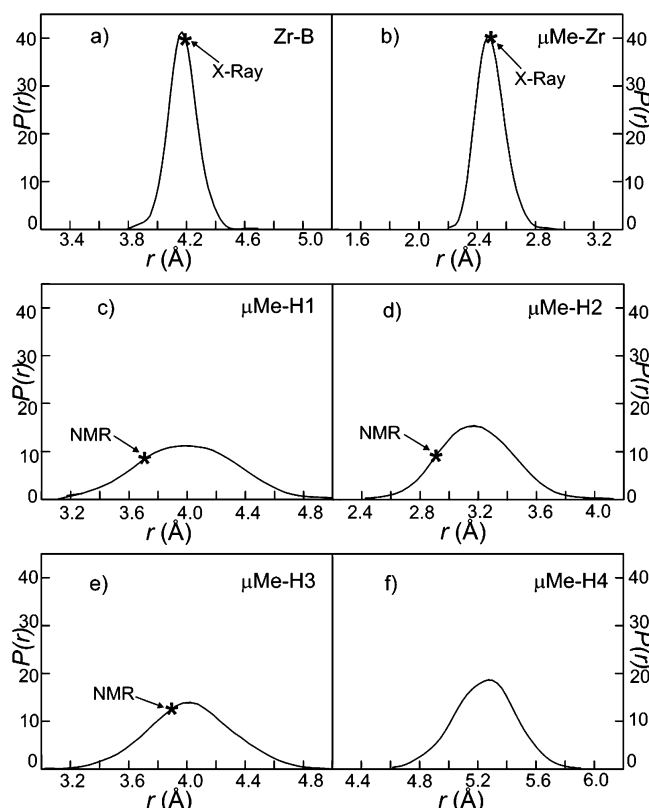 a) Zr-B
X-Ray
b) μMe-Zr
X-Ray
40
30
20
10
0
P(r)
40
30
20
10
0
P(r)
3.4 3.8 4.2 4.6 5.0
r (Å)
1.6 2.0 2.4 2.8 3.2
r (Å)
c) μMe-H1
NMR
d) μMe-H2
NMR
40
30
20
10
0
P(r)
40
30
20
10
0
P(r)
3.2 3.6 4.0 4.4 4.8
r (Å)
2.4 2.8 3.2 3.6 4.0
r (Å)
e) μMe-H3
NMR
f) μMe-H4
40
30
20
10
0
P(r)
40
30
20
10
0
P(r)
3.2 3.6 4.0 4.4 4.8
r (Å)
4.4 4.8 5.2 5.6 6.0
r (Å)